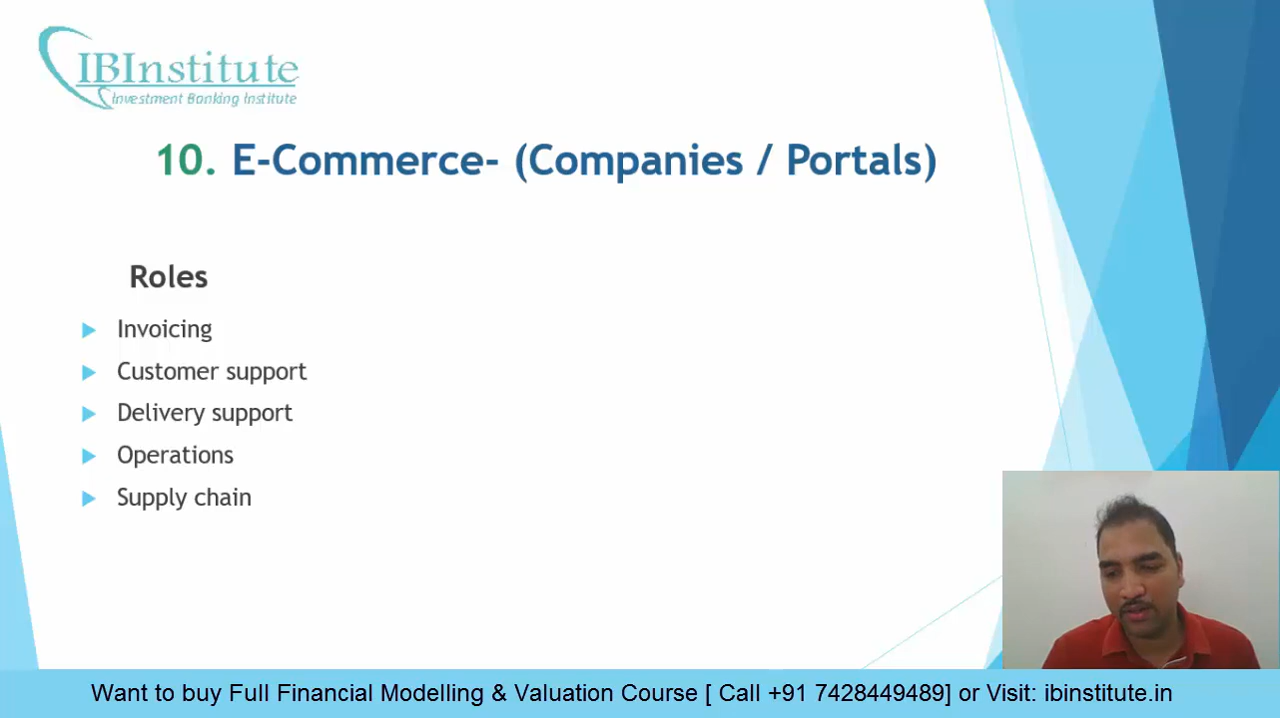 IBInstitute
Investment Banking Institute
10. E-Commerce- (Companies / Portals)
Roles
Invoicing
Customer support
Delivery support
Operations
Supply chain
Want to buy Full Financial Modelling & Valuation Course [ Call +91 7428449489] or Visit: ibinstitute.in